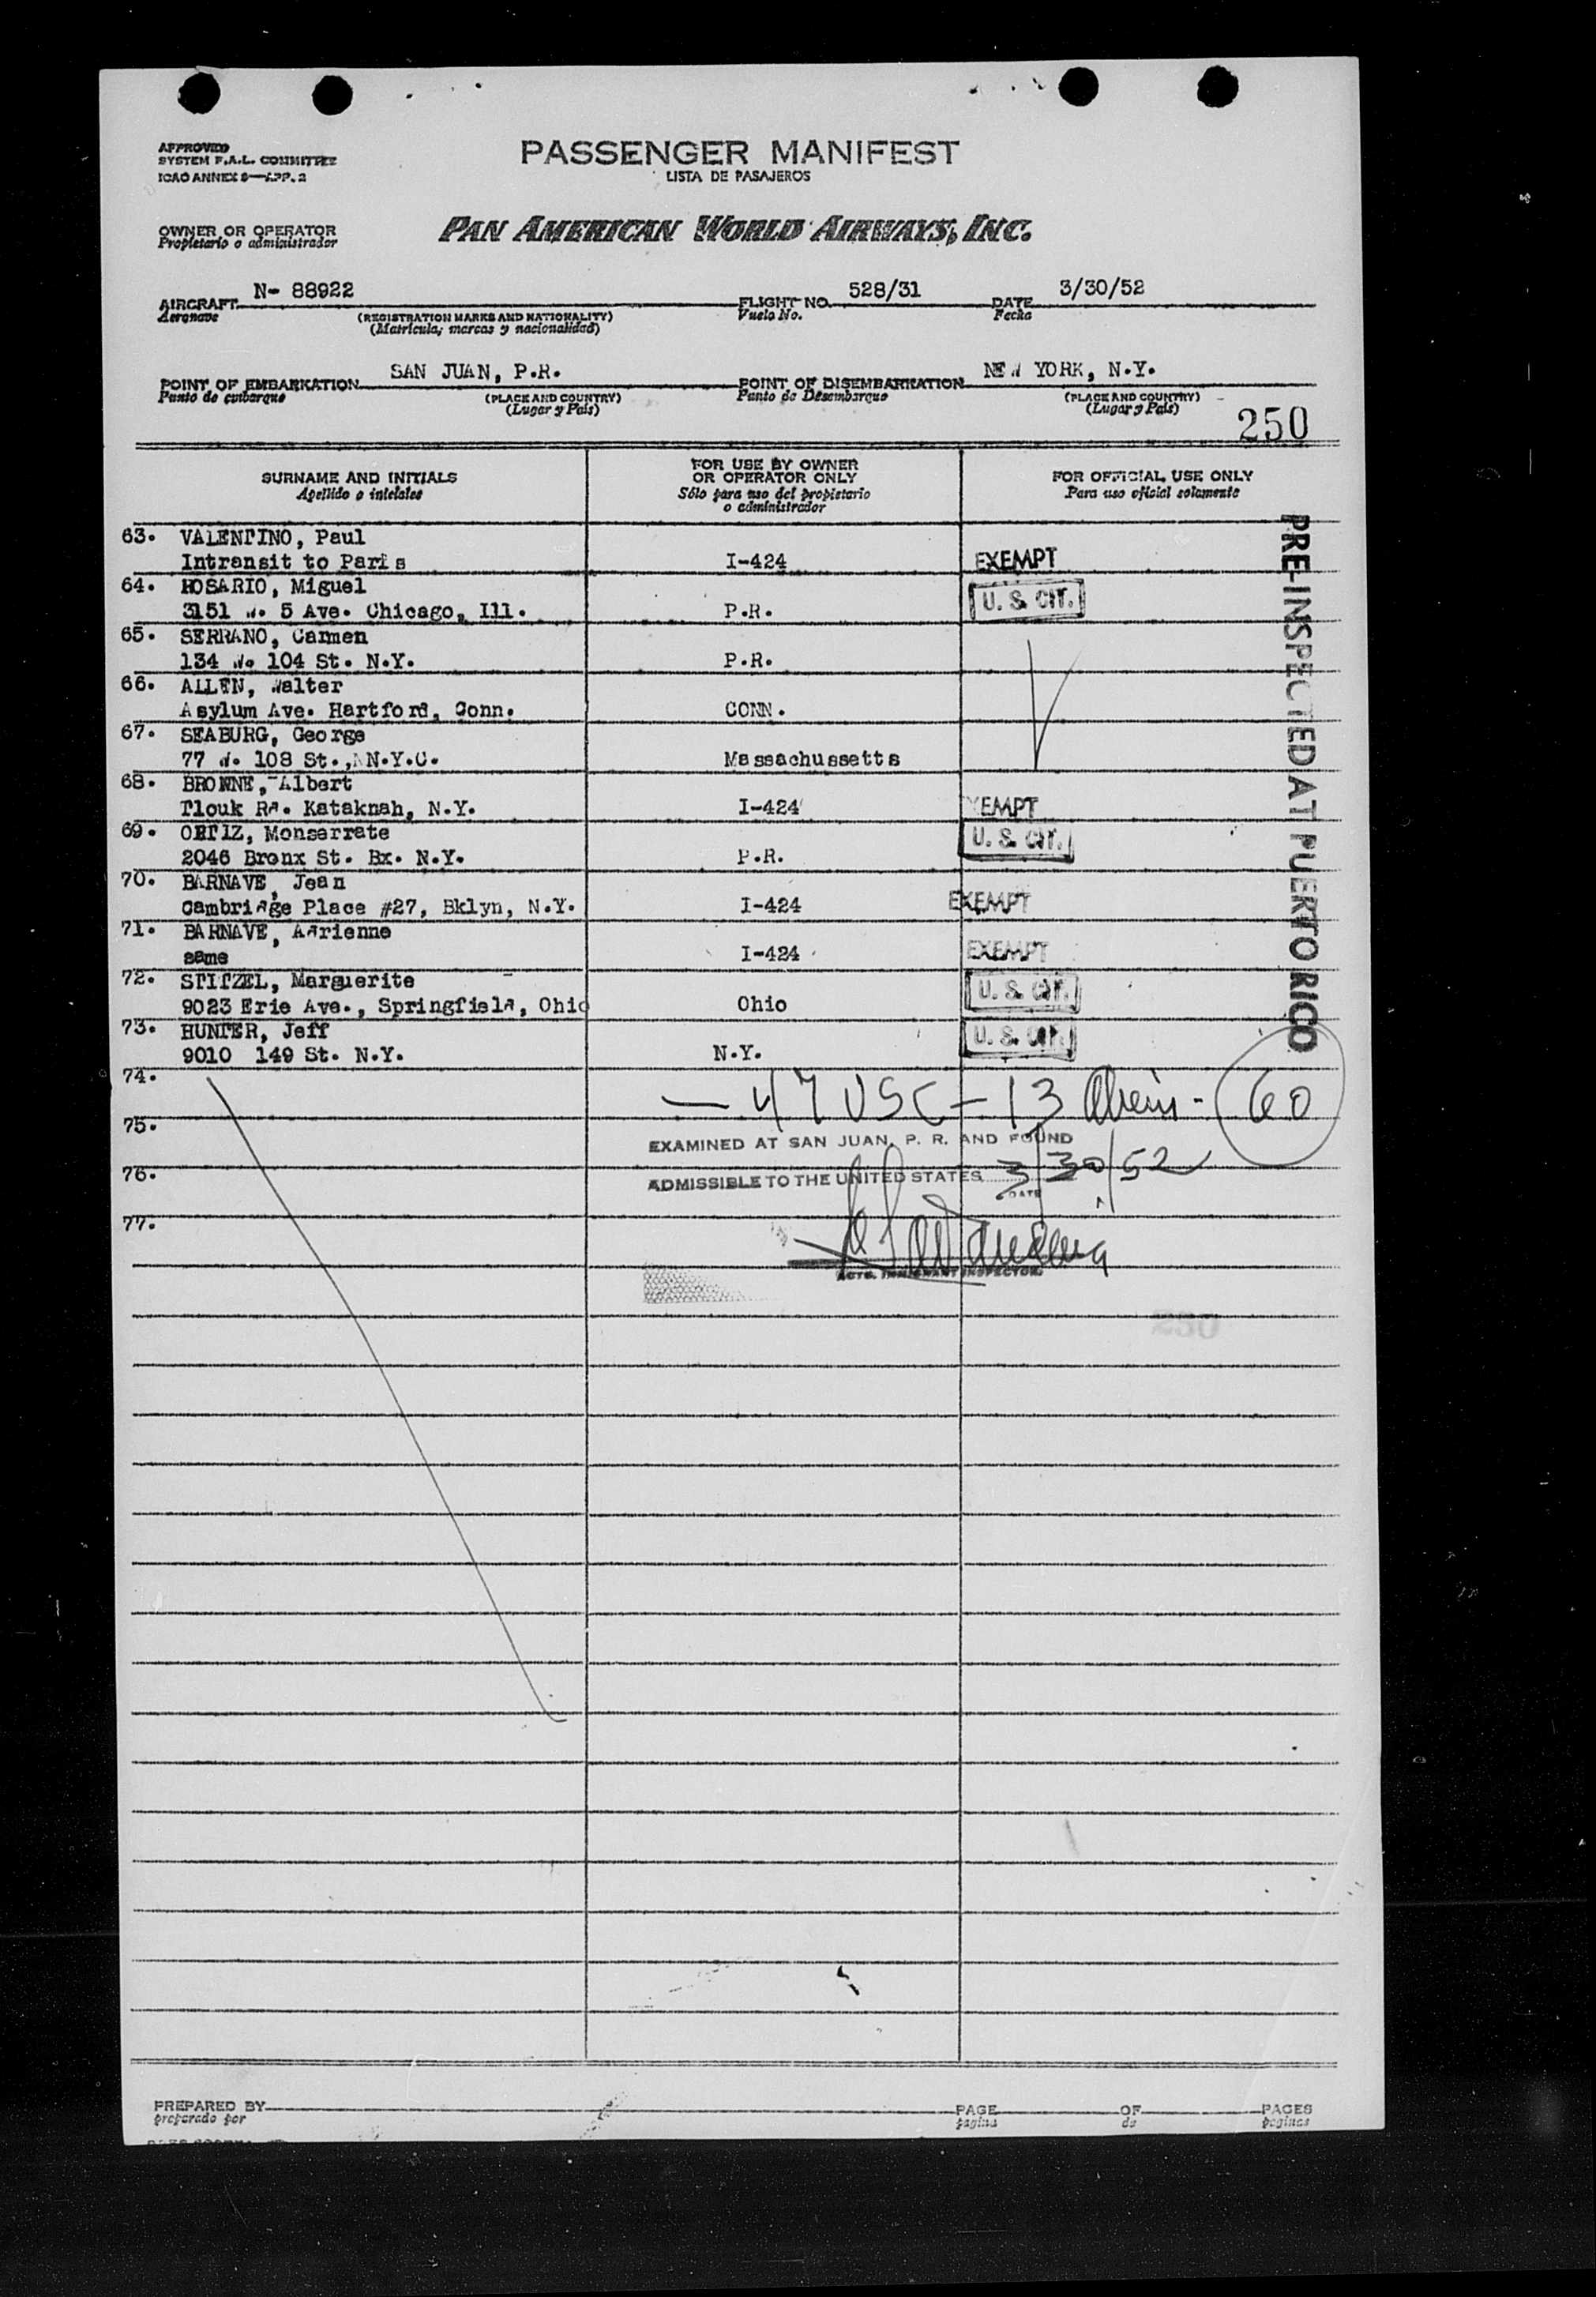 APPROVED
SYSTEM F.A.L. COMMITTEE
ICAO ANNEX 9—APP. 2
PASSENGER MANIFEST
LISTA DE PASAJEROS
OWNER OR OPERATOR
Propietario o administrador
PAN AMERICAN WORLD AIRWAYS, INC.
AIRCRAFT N- 88922 FLIGHT NO. 528/31 DATE 3/30/52
Aeronave (REGISTRATION MARKS AND NATIONALITY) Vuelo No. Fecha
(Matrícula; marcas y nacionalidad)
POINT OF EMBARKATION SAN JUAN, P.R. POINT OF DISEMBARKATION NEW YORK, N.Y.
Punto de embarque (PLACE AND COUNTRY) Punto de Desembarque (PLACE AND COUNTRY)
(Lugar y País) (Lugar y País)
250
SURNAME AND INITIALS FOR USE BY OWNER OR OPERATOR ONLY FOR OFFICIAL USE ONLY
Apellido o iniciales Sólo para uso del propietario o administrador Para uso oficial solamente
63. VALENTINO, Paul
Intransit to Paris I-424 EXEMPT
64. ROSARIO, Miguel
3151 W. 5 Ave. Chicago, Ill. P.R. U. S. CIT.
65. SERRANO, Carmen
134 W. 104 St. N.Y. P.R.
66. ALLEN, Walter
Asylum Ave. Hartford, Conn. CONN.
67. SEABURG, George
77 W. 108 St., N.Y.C. Massachussetts
68. BROWNE, Albert
Tlouk Rd. Kataknah, N.Y. I-424 EXEMPT
69. ORTIZ, Monserrate
2046 Bronx St. Bx. N.Y. P.R. U. S. CIT.
70. BARNAVE, Jean
Cambridge Place #27, Bklyn, N.Y. I-424 EXEMPT
71. BARNAVE, Adrienne
same I-424 EXEMPT
72. STITZEL, Marguerite
9023 Erie Ave., Springfield, Ohio Ohio U. S. CIT.
73. HUNTER, Jeff
9010 149 St. N.Y. N.Y. U. S. CIT.
PRE-INSPECTED AT PUERTO RICO
74.
— 47 USC — 13 Aliens - 60
75.
EXAMINED AT SAN JUAN, P. R. AND FOUND
76.
ADMISSIBLE TO THE UNITED STATES 3/30/52
DATE
77.
ACTG. IMMIGRANT INSPECTOR
250
PREPARED BY PAGE OF PAGES
preparado por página de páginas